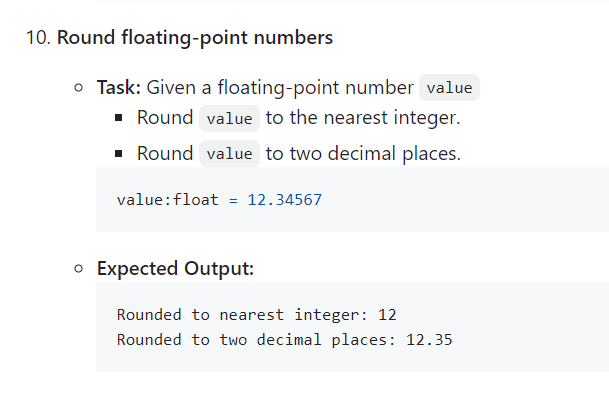 10. Round floating-point numbers
Task: Given a floating-point number value
Round value to the nearest integer.
Round value to two decimal places.
value:float = 12.34567
Expected Output:
Rounded to nearest integer: 12
Rounded to two decimal places: 12.35